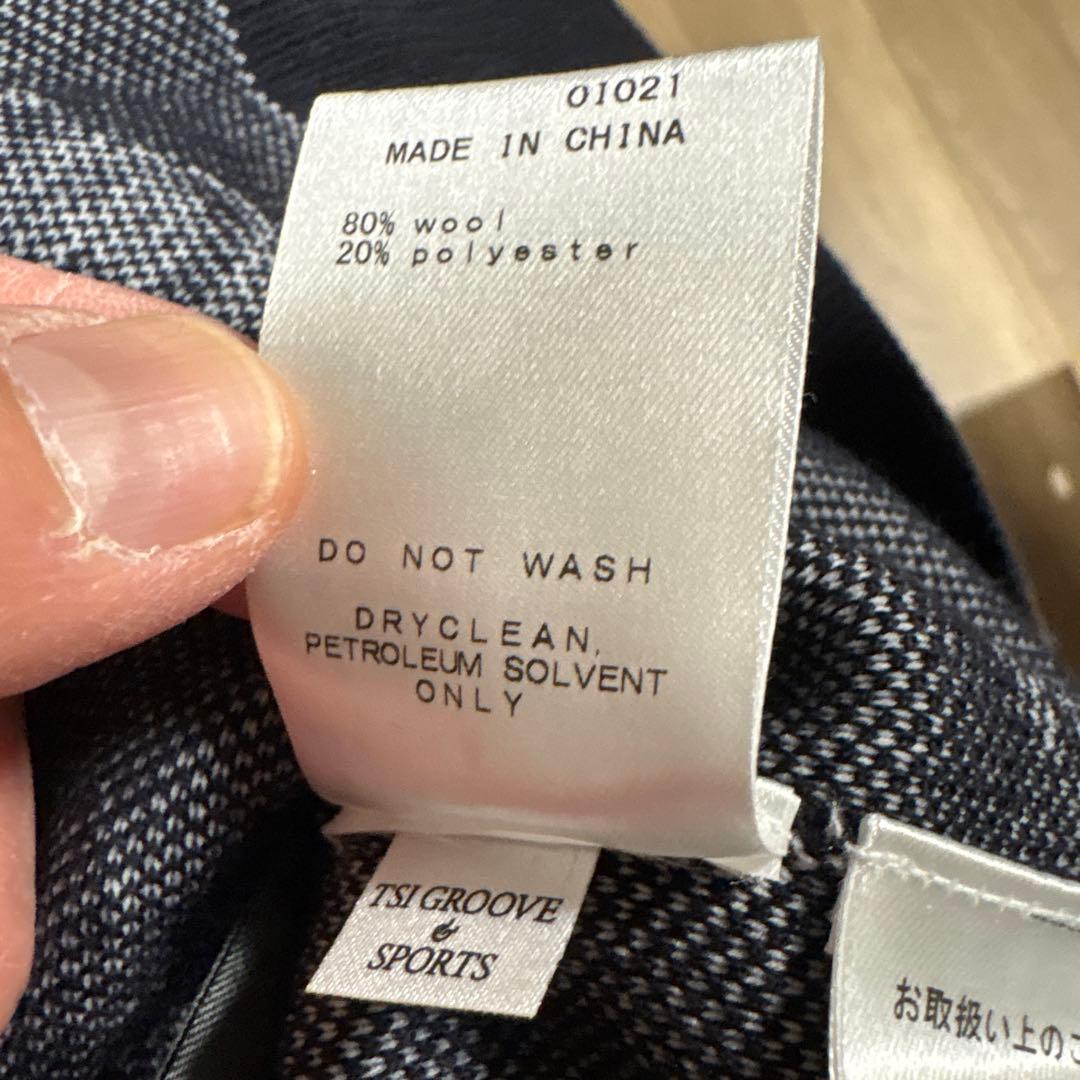 01021
MADE IN CHINA
80% wool
20% polyester
DO NOT WASH
DRYCLEAN,
PETROLEUM SOLVENT
ONLY
TSI GROOVE
&
SPORTS
お取扱い上の